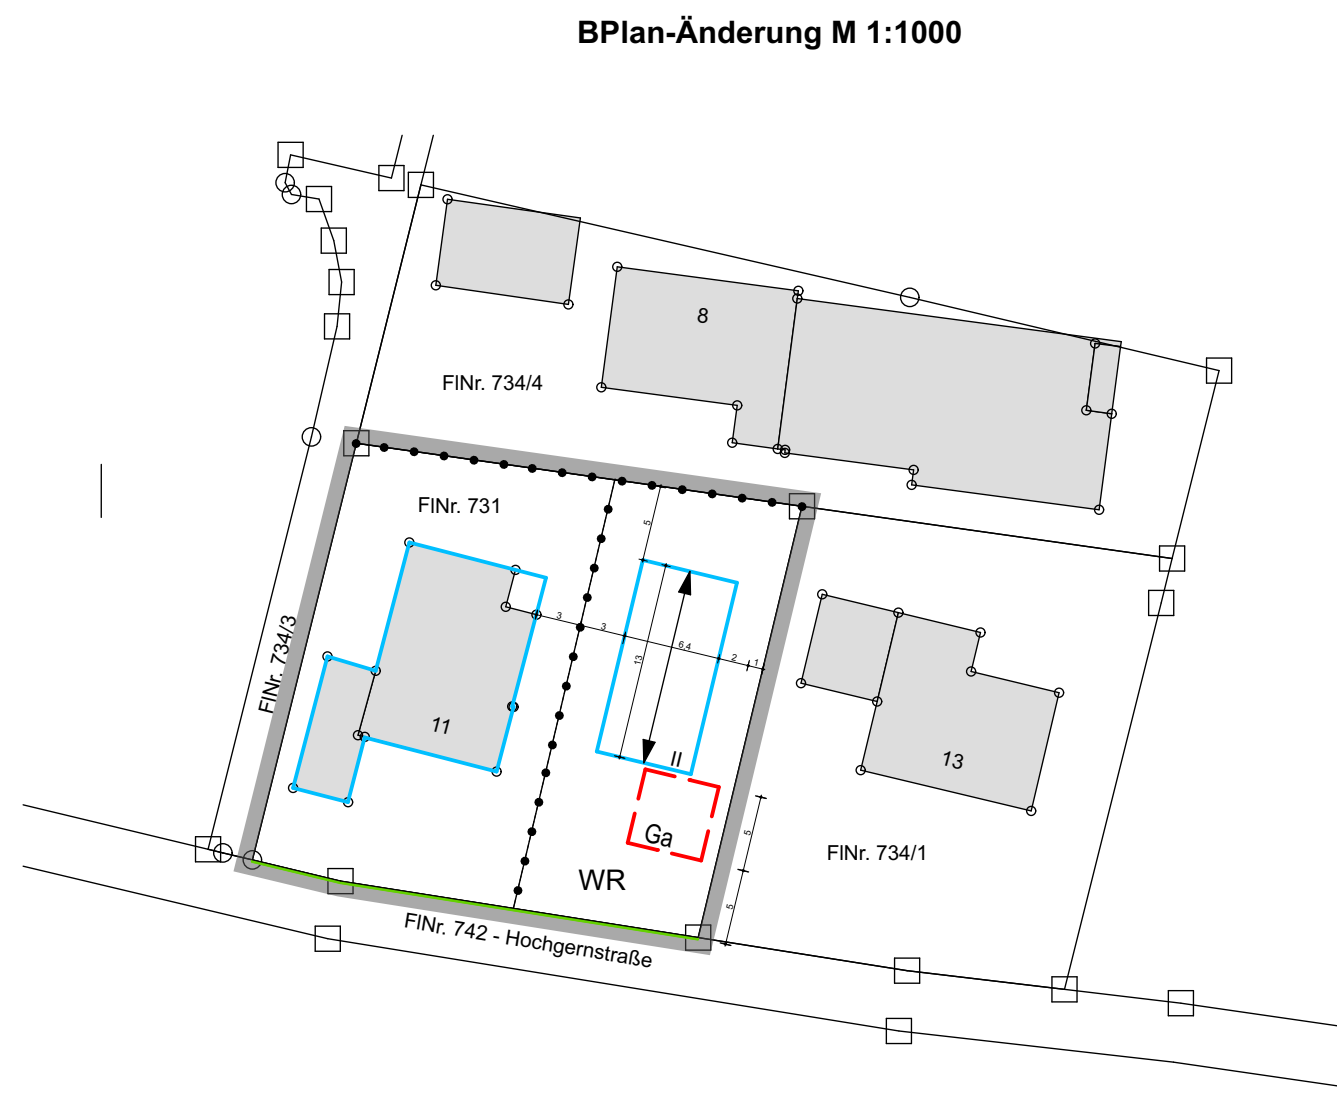 BPlan-Änderung M 1:1000
8
FlNr. 734/4
FlNr. 731
5
3
3
6.4
2
1
13
FlNr. 734/3
11
II
13
Ga
5
FlNr. 734/1
WR
5
FlNr. 742 - Hochgernstraße